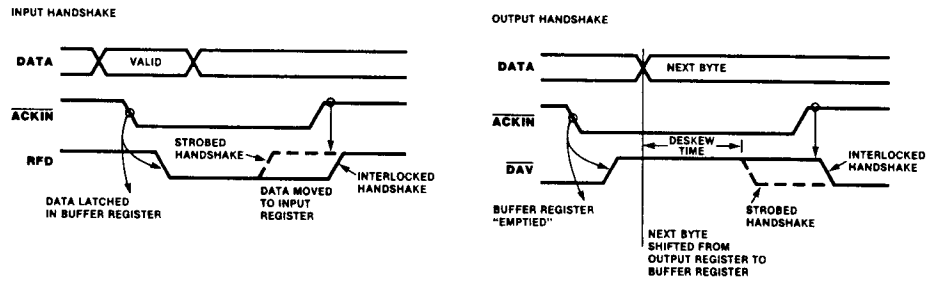 INPUT HANDSHAKE
DATA
VALID
ACKIN
RFD
STROBED
HANDSHAKE
DATA MOVED
TO INPUT
REGISTER
INTERLOCKED
HANDSHAKE
DATA LATCHED
IN BUFFER REGISTER
OUTPUT HANDSHAKE
DATA
NEXT BYTE
ACKIN
DESKEW
TIME
DAV
INTERLOCKED
HANDSHAKE
BUFFER REGISTER
"EMPTIED"
STROBED
HANDSHAKE
NEXT BYTE
SHIFTED FROM
OUTPUT REGISTER TO
BUFFER REGISTER